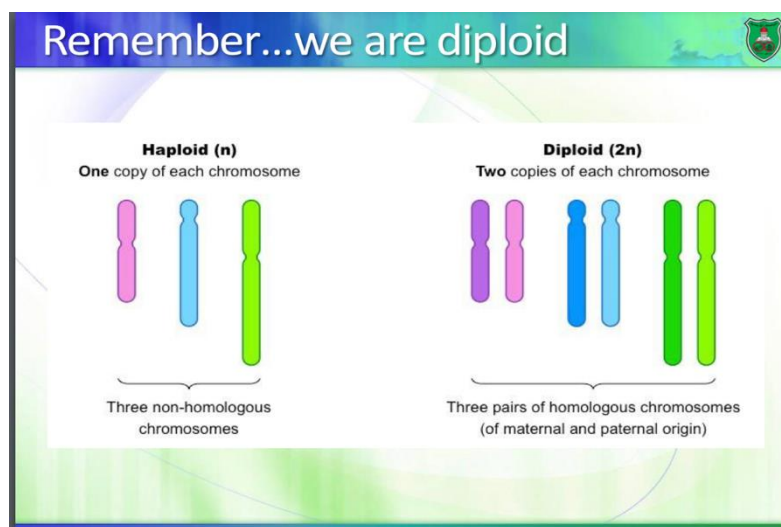 Remember...we are diploid
Haploid (n)
One copy of each chromosome
Three non-homologous
chromosomes
Diploid (2n)
Two copies of each chromosome
Three pairs of homologous chromosomes
(of maternal and paternal origin)